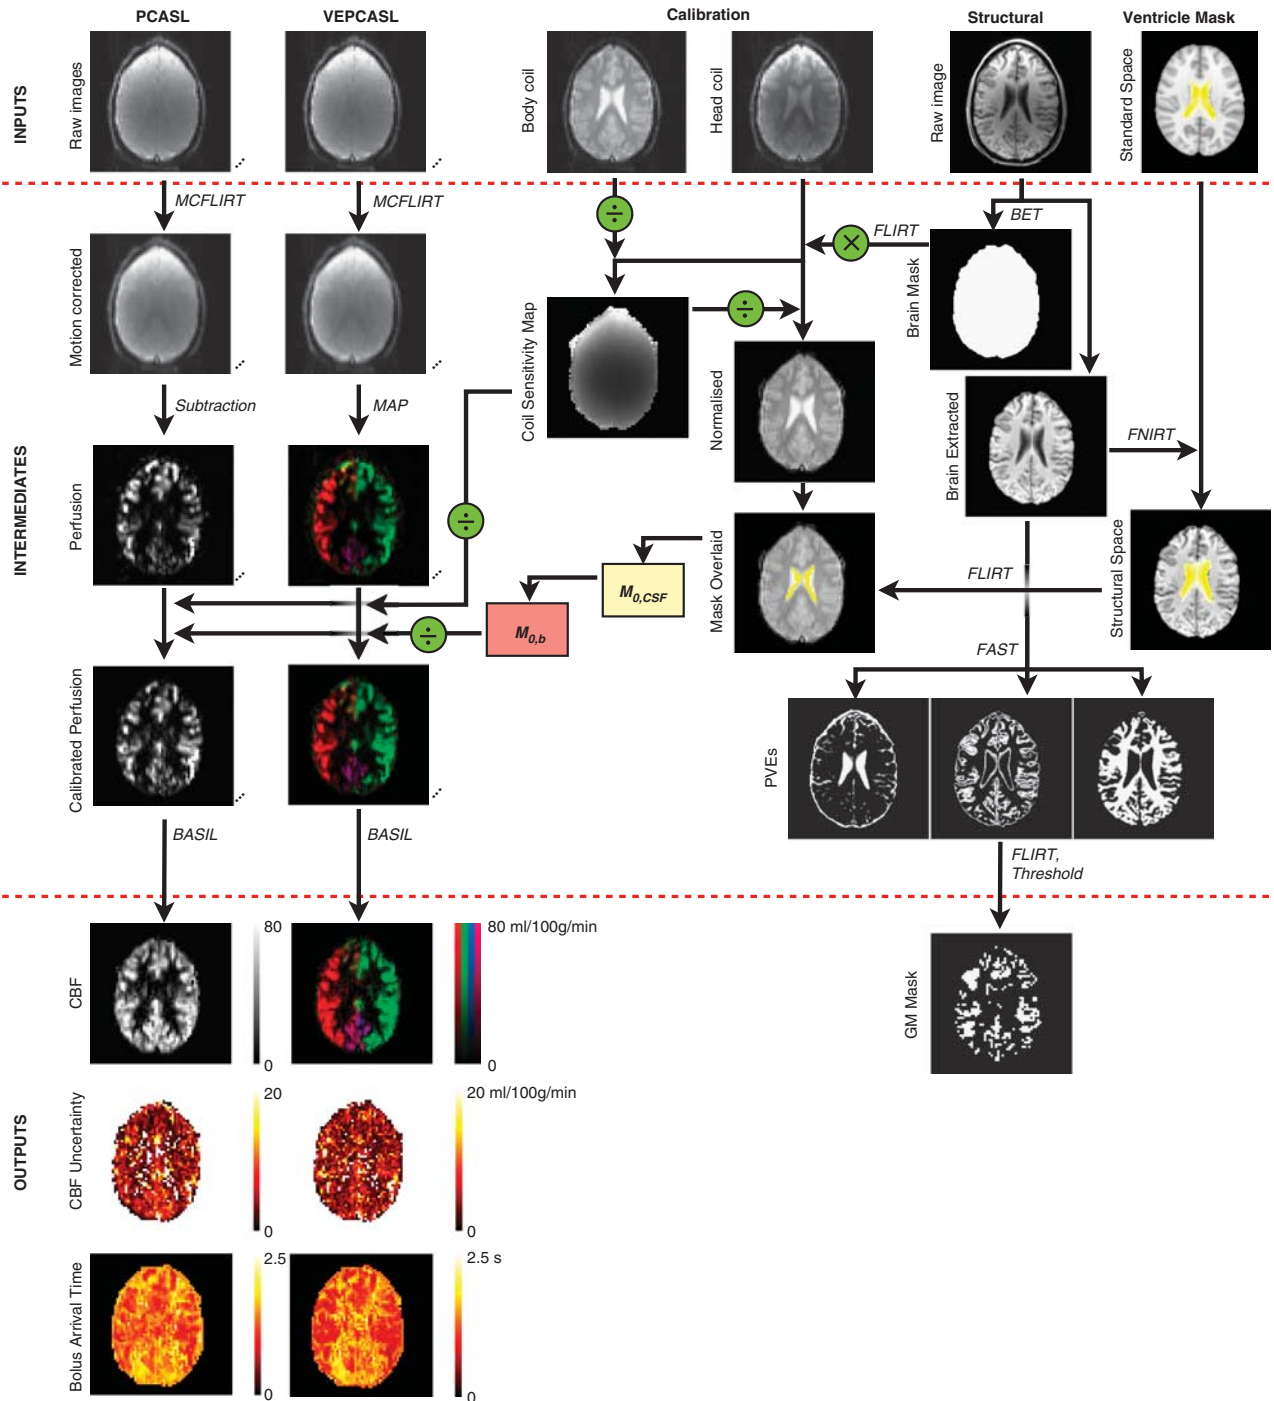 PCASL
VEPCASL
Calibration
Structural
Ventricle Mask
INPUTS
Raw images
Body coil
Head coil
Raw image
Standard Space
MCFLIRT
MCFLIRT
÷
BET
FLIRT
×
Motion corrected
Brain Mask
Coil Sensitivity Map
÷
Normalised
Subtraction
MAP
Brain Extracted
FNIRT
INTERMEDIATES
Perfusion
÷
Mask Overlaid
M0,CSF
FLIRT
Structural Space
M0,b
÷
FAST
Calibrated Perfusion
PVEs
BASIL
BASIL
FLIRT,
Threshold
OUTPUTS
CBF
80
0
80 ml/100g/min
0
GM Mask
CBF Uncertainty
20
0
20 ml/100g/min
0
Bolus Arrival Time
2.5
0
2.5 s
0